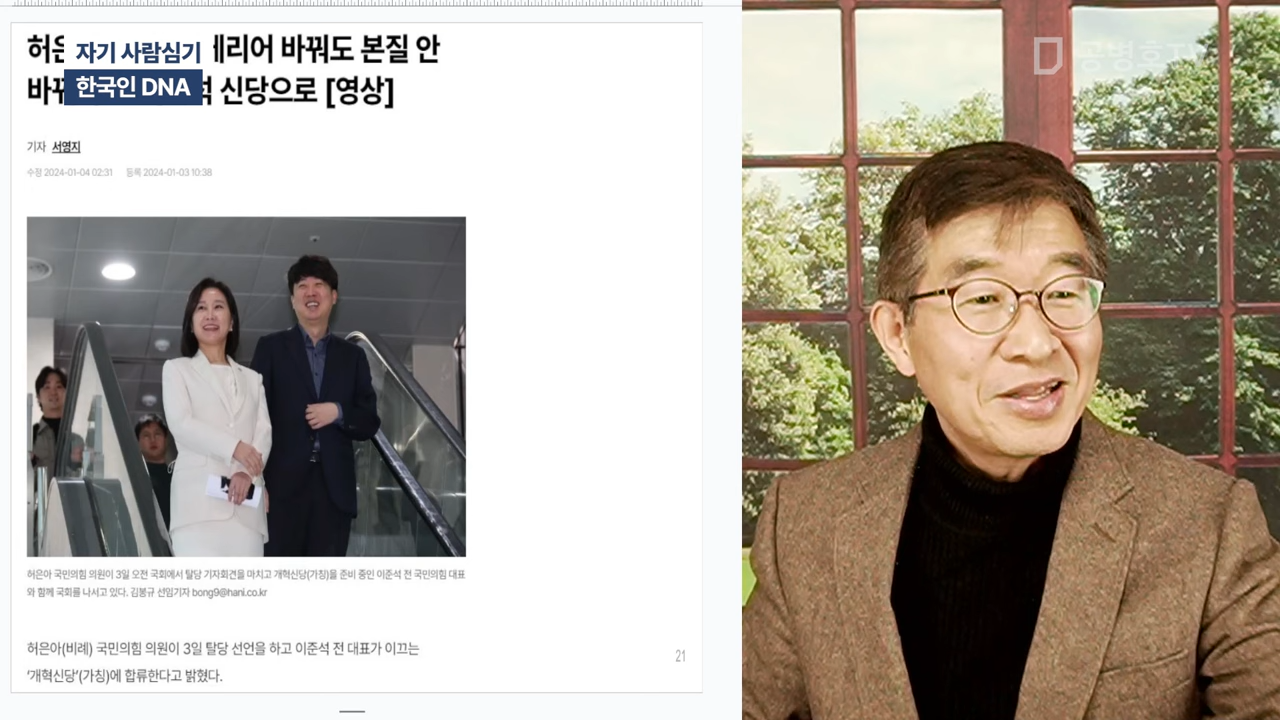 허은 테리어 바꿔도 본질 안
자기 사람심기
바꾸 석 신당으로 [영상]
한국인 DNA
공병호TV
기자 서영지
수정 2024-01-04 02:31 등록 2024-01-03 10:38
허은아 국민의힘 의원이 3일 오전 국회에서 탈당 기자회견을 마치고 개혁신당(가칭)을 준비 중인 이준석 전 국민의힘 대표
와 함께 국회를 나서고 있다. 김봉규 선임기자 bong9@hani.co.kr
허은아(비례) 국민의힘 의원이 3일 탈당 선언을 하고 이준석 전 대표가 이끄는
'개혁신당'(가칭)에 합류한다고 밝혔다.
21